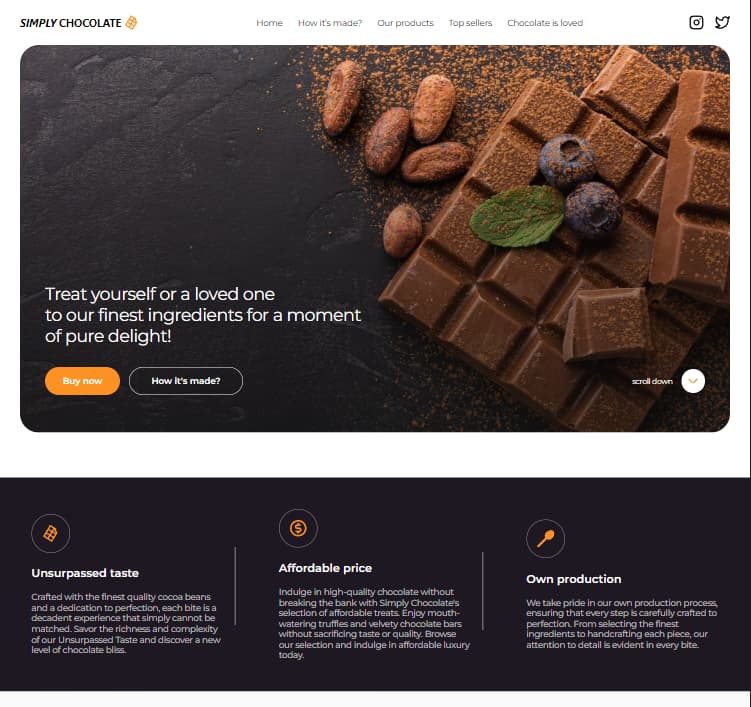 SIMPLY CHOCOLATE
Home How it's made? Our products Top sellers Chocolate is loved
Treat yourself or a loved one
to our finest ingredients for a moment
of pure delight!
Buy now How it's made?
scroll down
Unsurpassed taste
Crafted with the finest quality cocoa beans
and a dedication to perfection, each bite is a
decadent experience that simply cannot be
matched. Savor the richness and complexity
of our Unsurpassed Taste and discover a new
level of chocolate bliss.
Affordable price
Indulge in high-quality chocolate without
breaking the bank with Simply Chocolate's
selection of affordable treats. Enjoy mouth-
watering truffles and velvety chocolate bars
without sacrificing taste or quality. Browse
our selection and indulge in affordable luxury
today.
Own production
We take pride in our own production process,
ensuring that every step is carefully crafted to
perfection. From selecting the finest
ingredients to handcrafting each piece, our
attention to detail is evident in every bite.